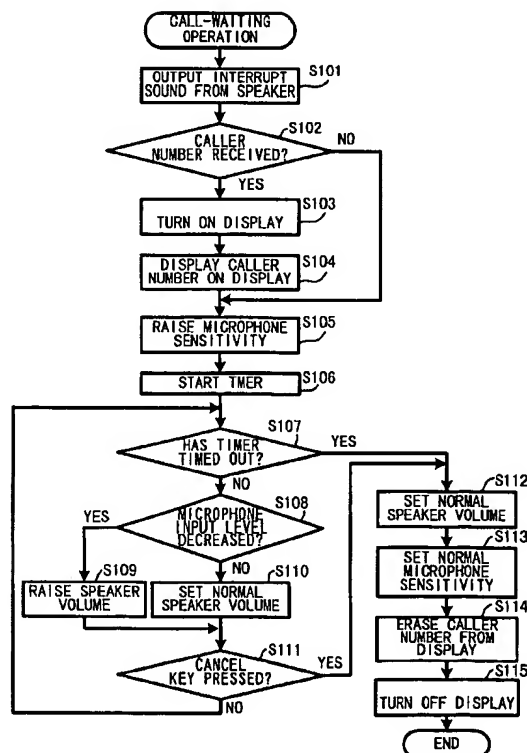 CALL-WAITING
OPERATION
S101
OUTPUT INTERRUPT
SOUND FROM SPEAKER
S102
CALLER
NUMBER RECEIVED?
NO
YES
S103
TURN ON DISPLAY
S104
DISPLAY CALLER
NUMBER ON DISPLAY
S105
RAISE MICROPHONE
SENSITIVITY
S106
START TMER
S107
HAS TIMER
TIMED OUT?
YES
NO
S108
MICROPHONE
INPUT LEVEL
DECREASED?
YES
NO
S109
RAISE SPEAKER
VOLUME
S110
SET NORMAL
SPEAKER VOLUME
S111
CANCEL
KEY PRESSED?
YES
NO
S112
SET NORMAL
SPEAKER VOLUME
S113
SET NORMAL
MICROPHONE
SENSITIVITY
S114
ERASE CALLER
NUMBER FROM
DISPLAY
S115
TURN OFF DISPLAY
END